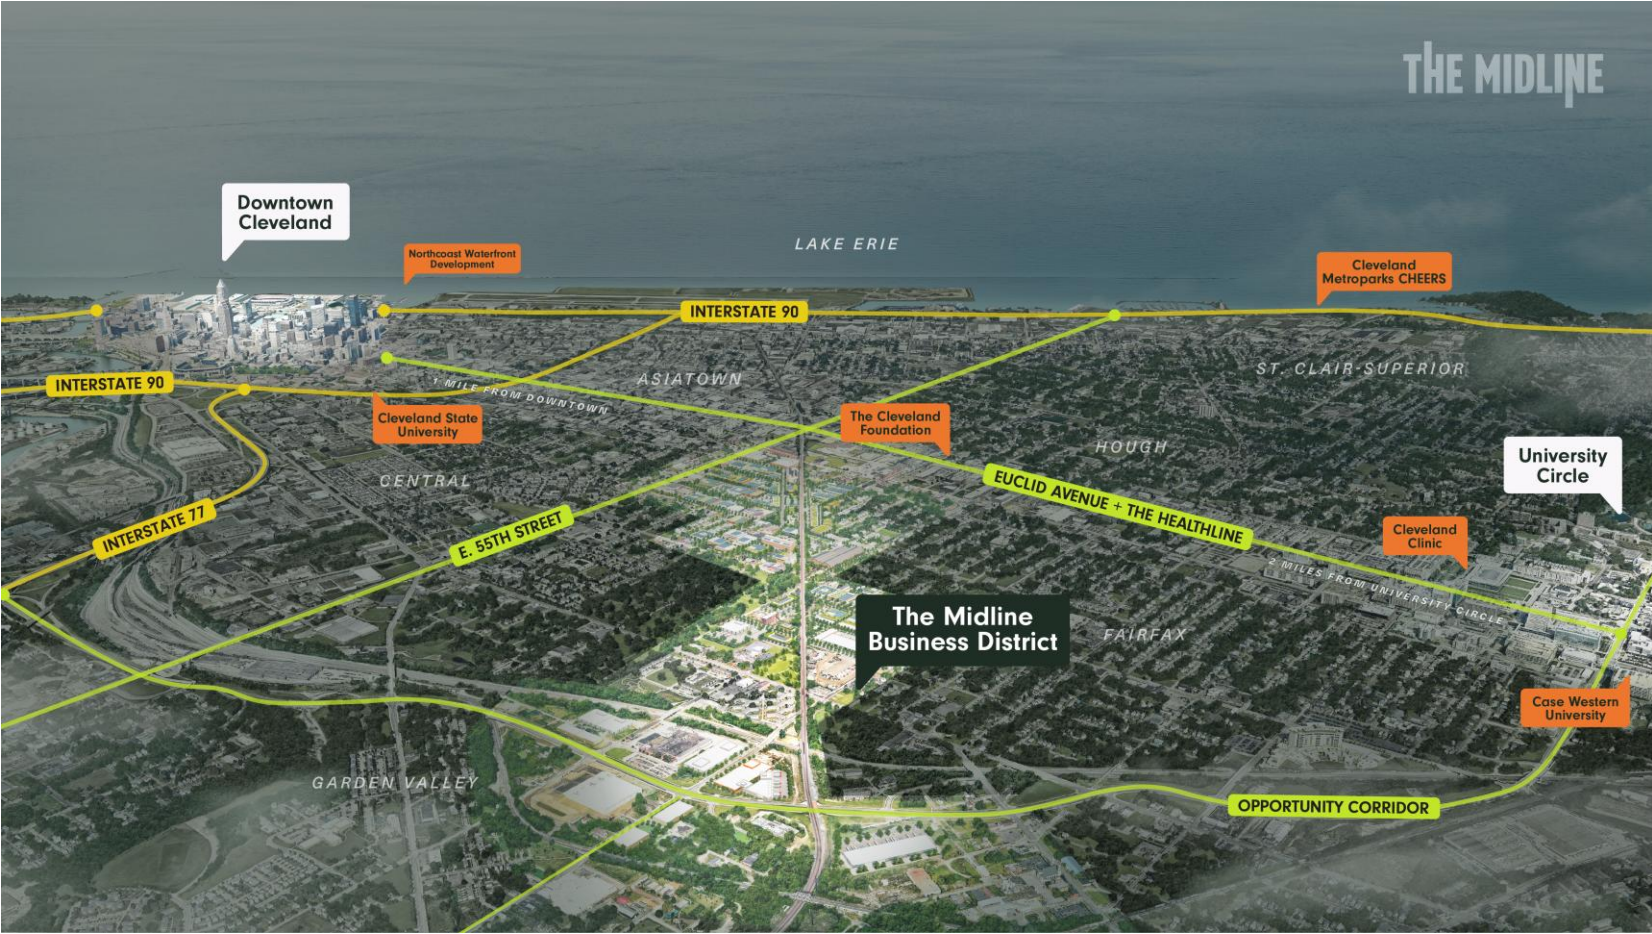 THE MIDLINE
Downtown
Cleveland
Northcoast Waterfront
Development
LAKE ERIE
Cleveland
Metroparks CHEERS
INTERSTATE 90
INTERSTATE 90
1 MILE FROM DOWNTOWN
ASIATOWN
ST. CLAIR-SUPERIOR
Cleveland State
University
The Cleveland
Foundation
HOUGH
University
Circle
CENTRAL
EUCLID AVENUE + THE HEALTHLINE
INTERSTATE 77
E. 55TH STREET
Cleveland
Clinic
2 MILES FROM UNIVERSITY CIRCLE
The Midline
Business District
FAIRFAX
Case Western
University
GARDEN VALLEY
OPPORTUNITY CORRIDOR